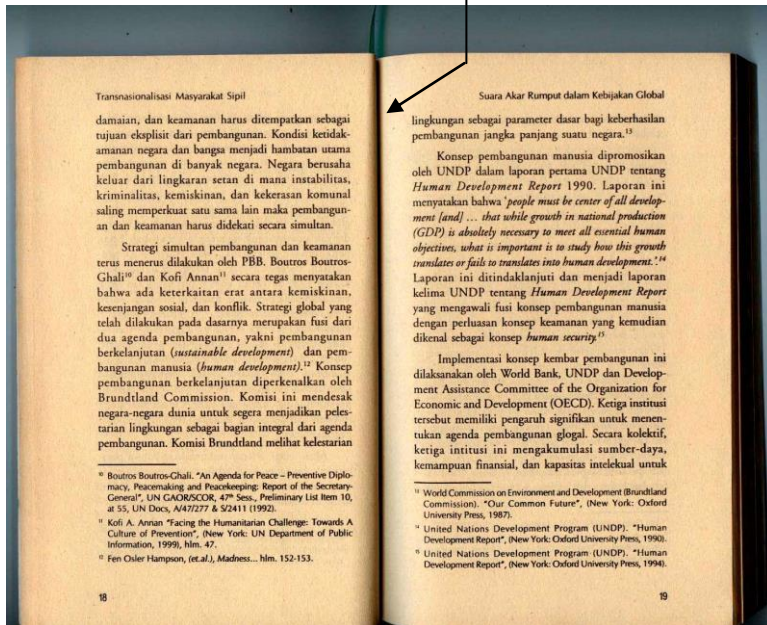 Transnasionalisasi Masyarakat Sipil
damaian, dan keamanan harus ditempatkan sebagai
tujuan eksplisit dari pembangunan. Kondisi ketidak-
amanan negara dan bangsa menjadi hambatan utama
pembangunan di banyak negara. Negara berusaha
keluar dari lingkaran setan di mana instabilitas,
kriminalitas, kemiskinan, dan kekerasan komunal
saling memperkuat satu sama lain maka pembangun-
an dan keamanan harus didekati secara simultan.
Strategi simultan pembangunan dan keamanan
terus menerus dilakukan oleh PBB. Boutros Boutros-
Ghali¹⁰ dan Kofi Annan¹¹ secara tegas menyatakan
bahwa ada keterkaitan erat antara kemiskinan,
kesenjangan sosial, dan konflik. Strategi global yang
telah dilakukan pada dasarnya merupakan fusi dari
dua agenda pembangunan, yakni pembangunan
berkelanjutan (sustainable development) dan pem-
bangunan manusia (human development).¹² Konsep
pembangunan berkelanjutan diperkenalkan oleh
Brundtland Commission. Komisi ini mendesak
negara-negara dunia untuk segera menjadikan peles-
tarian lingkungan sebagai bagian integral dari agenda
pembangunan. Komisi Brundtland melihat kelestarian
¹⁰ Boutros Boutros-Ghali. "An Agenda for Peace – Preventive Diplo-
macy, Peacemaking and Peacekeeping: Report of the Secretary-
General", UN GAOR/SCOR, 47ᵗʰ Sess., Preliminary List Item 10,
at 55, UN Docs, A/47/277 & S/2411 (1992).
¹¹ Kofi A. Annan "Facing the Humanitarian Challenge: Towards A
Culture of Prevention", (New York: UN Department of Public
Information, 1999), hlm. 47.
¹² Fen Osler Hampson, (et.al.), Madness... hlm. 152-153.
18
Suara Akar Rumput dalam Kebijakan Global
lingkungan sebagai parameter dasar bagi keberhasilan
pembangunan jangka panjang suatu negara.¹³
Konsep pembangunan manusia dipromosikan
oleh UNDP dalam laporan pertama UNDP tentang
Human Development Report 1990. Laporan ini
menyatakan bahwa 'people must be center of all develop-
ment [and] ... that while growth in national production
(GDP) is absoltely necessary to meet all essential human
objectives, what is important is to study how this growth
translates or fails to translates into human development.'.¹⁴
Laporan ini ditindaklanjuti dan menjadi laporan
kelima UNDP tentang Human Development Report
yang mengawali fusi konsep pembangunan manusia
dengan perluasan konsep keamanan yang kemudian
dikenal sebagai konsep human security.¹⁵
Implementasi konsep kembar pembangunan ini
dilaksanakan oleh World Bank, UNDP dan Develop-
ment Assistance Committee of the Organization for
Economic and Development (OECD). Ketiga institusi
tersebut memiliki pengaruh signifikan untuk menen-
tukan agenda pembangunan glogal. Secara kolektif,
ketiga intitusi ini mengakumulasi sumber-daya,
kemampuan finansial, dan kapasitas intelekual untuk
¹³ World Commission on Environment and Development (Brundtland
Commission). "Our Common Future", (New York: Oxford
University Press, 1987).
¹⁴ United Nations Development Program (UNDP). "Human
Development Report", (New York: Oxford University Press, 1990).
¹⁵ United Nations Development Program (UNDP). "Human
Development Report", (New York: Oxford University Press, 1994).
19